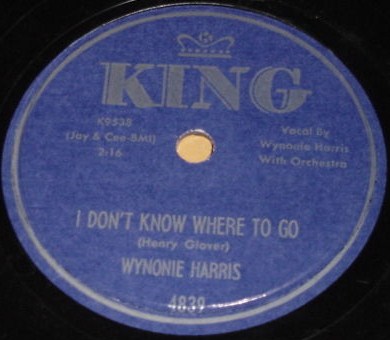 K
KING
K9538
(Jay & Cee-BMI)
2-16
Vocal By
Wynonie Harris
With Orchestra
I DON'T KNOW WHERE TO GO
(Henry Glover)
WYNONIE HARRIS
4839